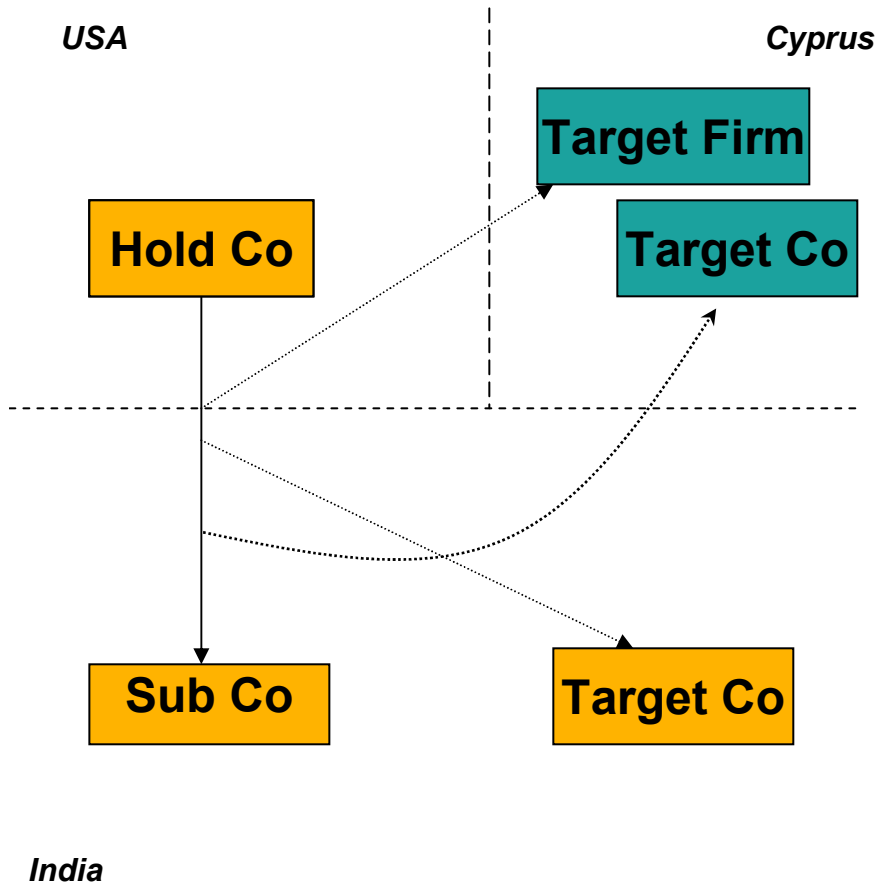 USA
Cyprus
Target Firm
Hold Co
Target Co
Sub Co
Target Co
India